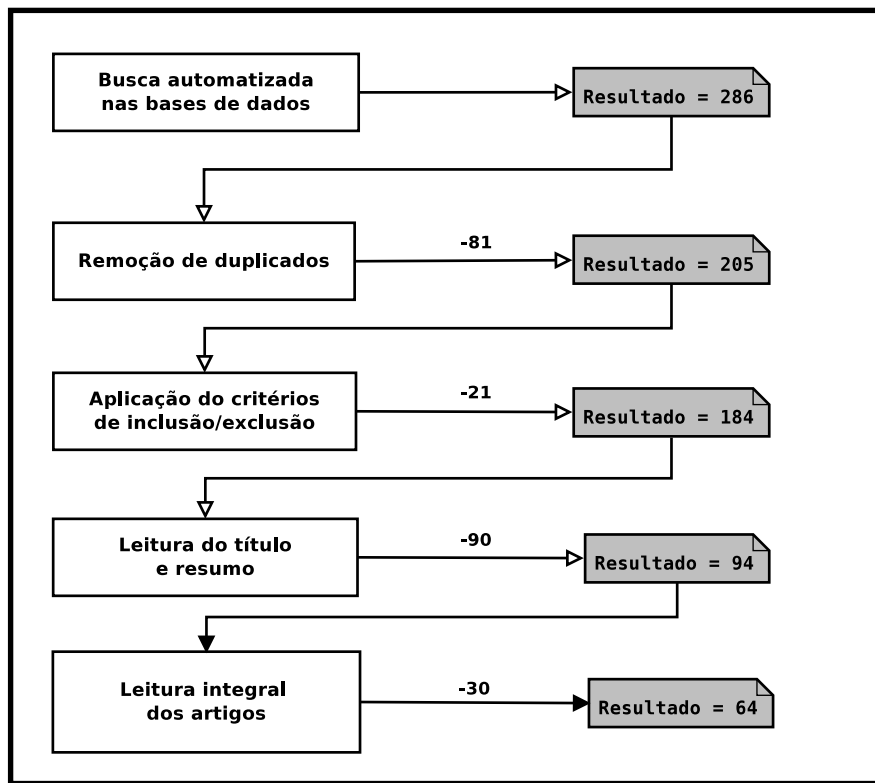 Busca automatizada
nas bases de dados
Resultado = 286
Remoção de duplicados
-81
Resultado = 205
Aplicação do critérios
de inclusão/exclusão
-21
Resultado = 184
Leitura do título
e resumo
-90
Resultado = 94
Leitura integral
dos artigos
-30
Resultado = 64